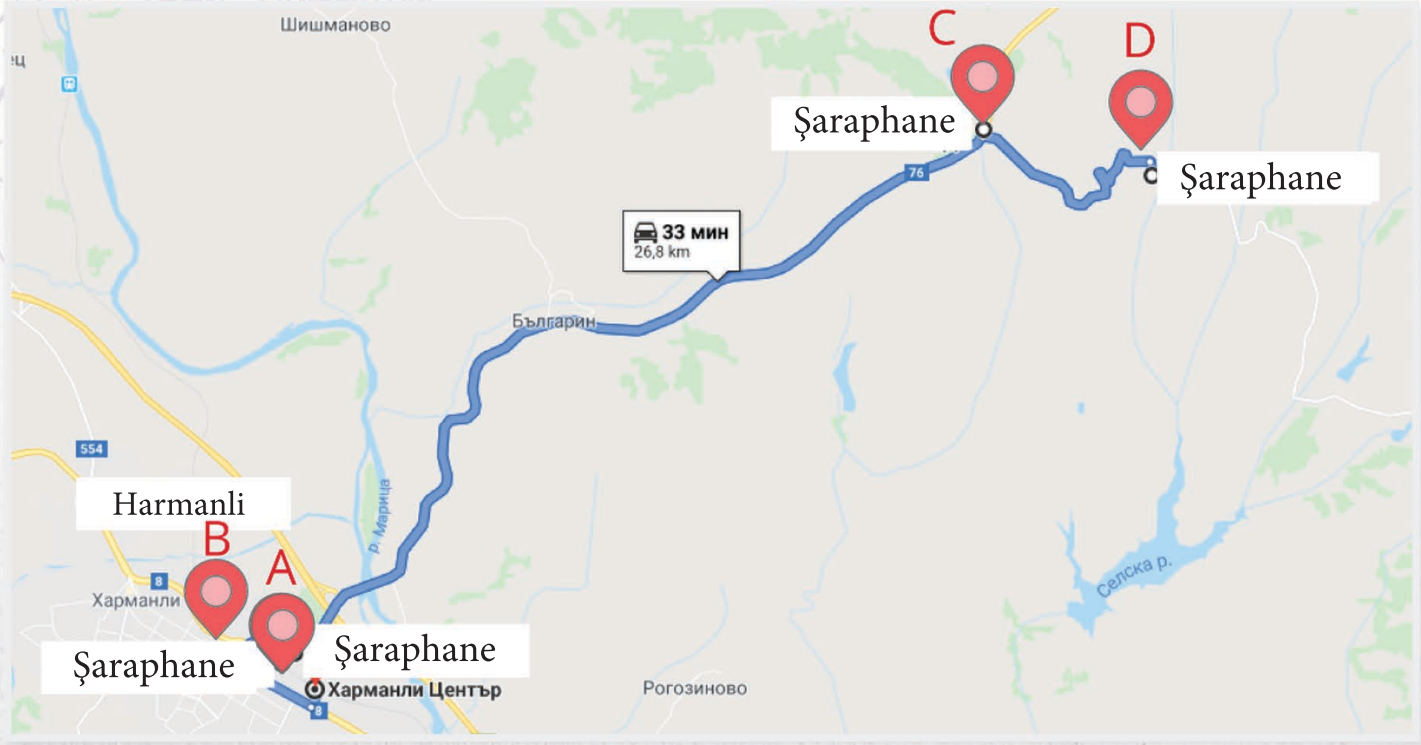 Шишманово
ец
C
D
Şaraphane
Şaraphane
76
33 мин
26,8 km
Българин
554
Harmanli
р. Марица
B
A
8
Харманли
Селска р.
Şaraphane
Şaraphane
Харманли Център
8
Рогозиново